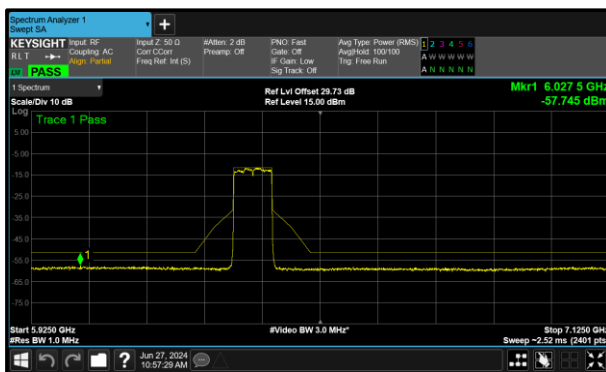 Spectrum Analyzer 1
Swept SA
+
KEYSIGHT
RLT
PASS
Input: RF
Coupling: AC
Align: Partial
Input Z: 50 Ω
Corr CCorr
Freq Ref: Int (S)
#Atten: 2 dB
Preamp: Off
PNO: Fast
Gate: Off
IF Gain: Low
Sig Track: Off
Avg Type: Power (RMS)
Avg|Hold: 100/100
Trig: Free Run
1 2 3 4 5 6
A W W W W W
A N N N N N
1 Spectrum
Scale/Div 10 dB
Ref Lvl Offset 29.73 dB
Ref Level 15.00 dBm
Mkr1 6.027 5 GHz
-57.745 dBm
Log
Trace 1 Pass
5.00
-5.00
-15.0
-25.0
-35.0
-45.0
-55.0
-65.0
-75.0
1
Start 5.9250 GHz
#Res BW 1.0 MHz
#Video BW 3.0 MHz*
Stop 7.1250 GHz
Sweep ~2.52 ms (2401 pts)
?
Jun 27, 2024
10:57:29 AM